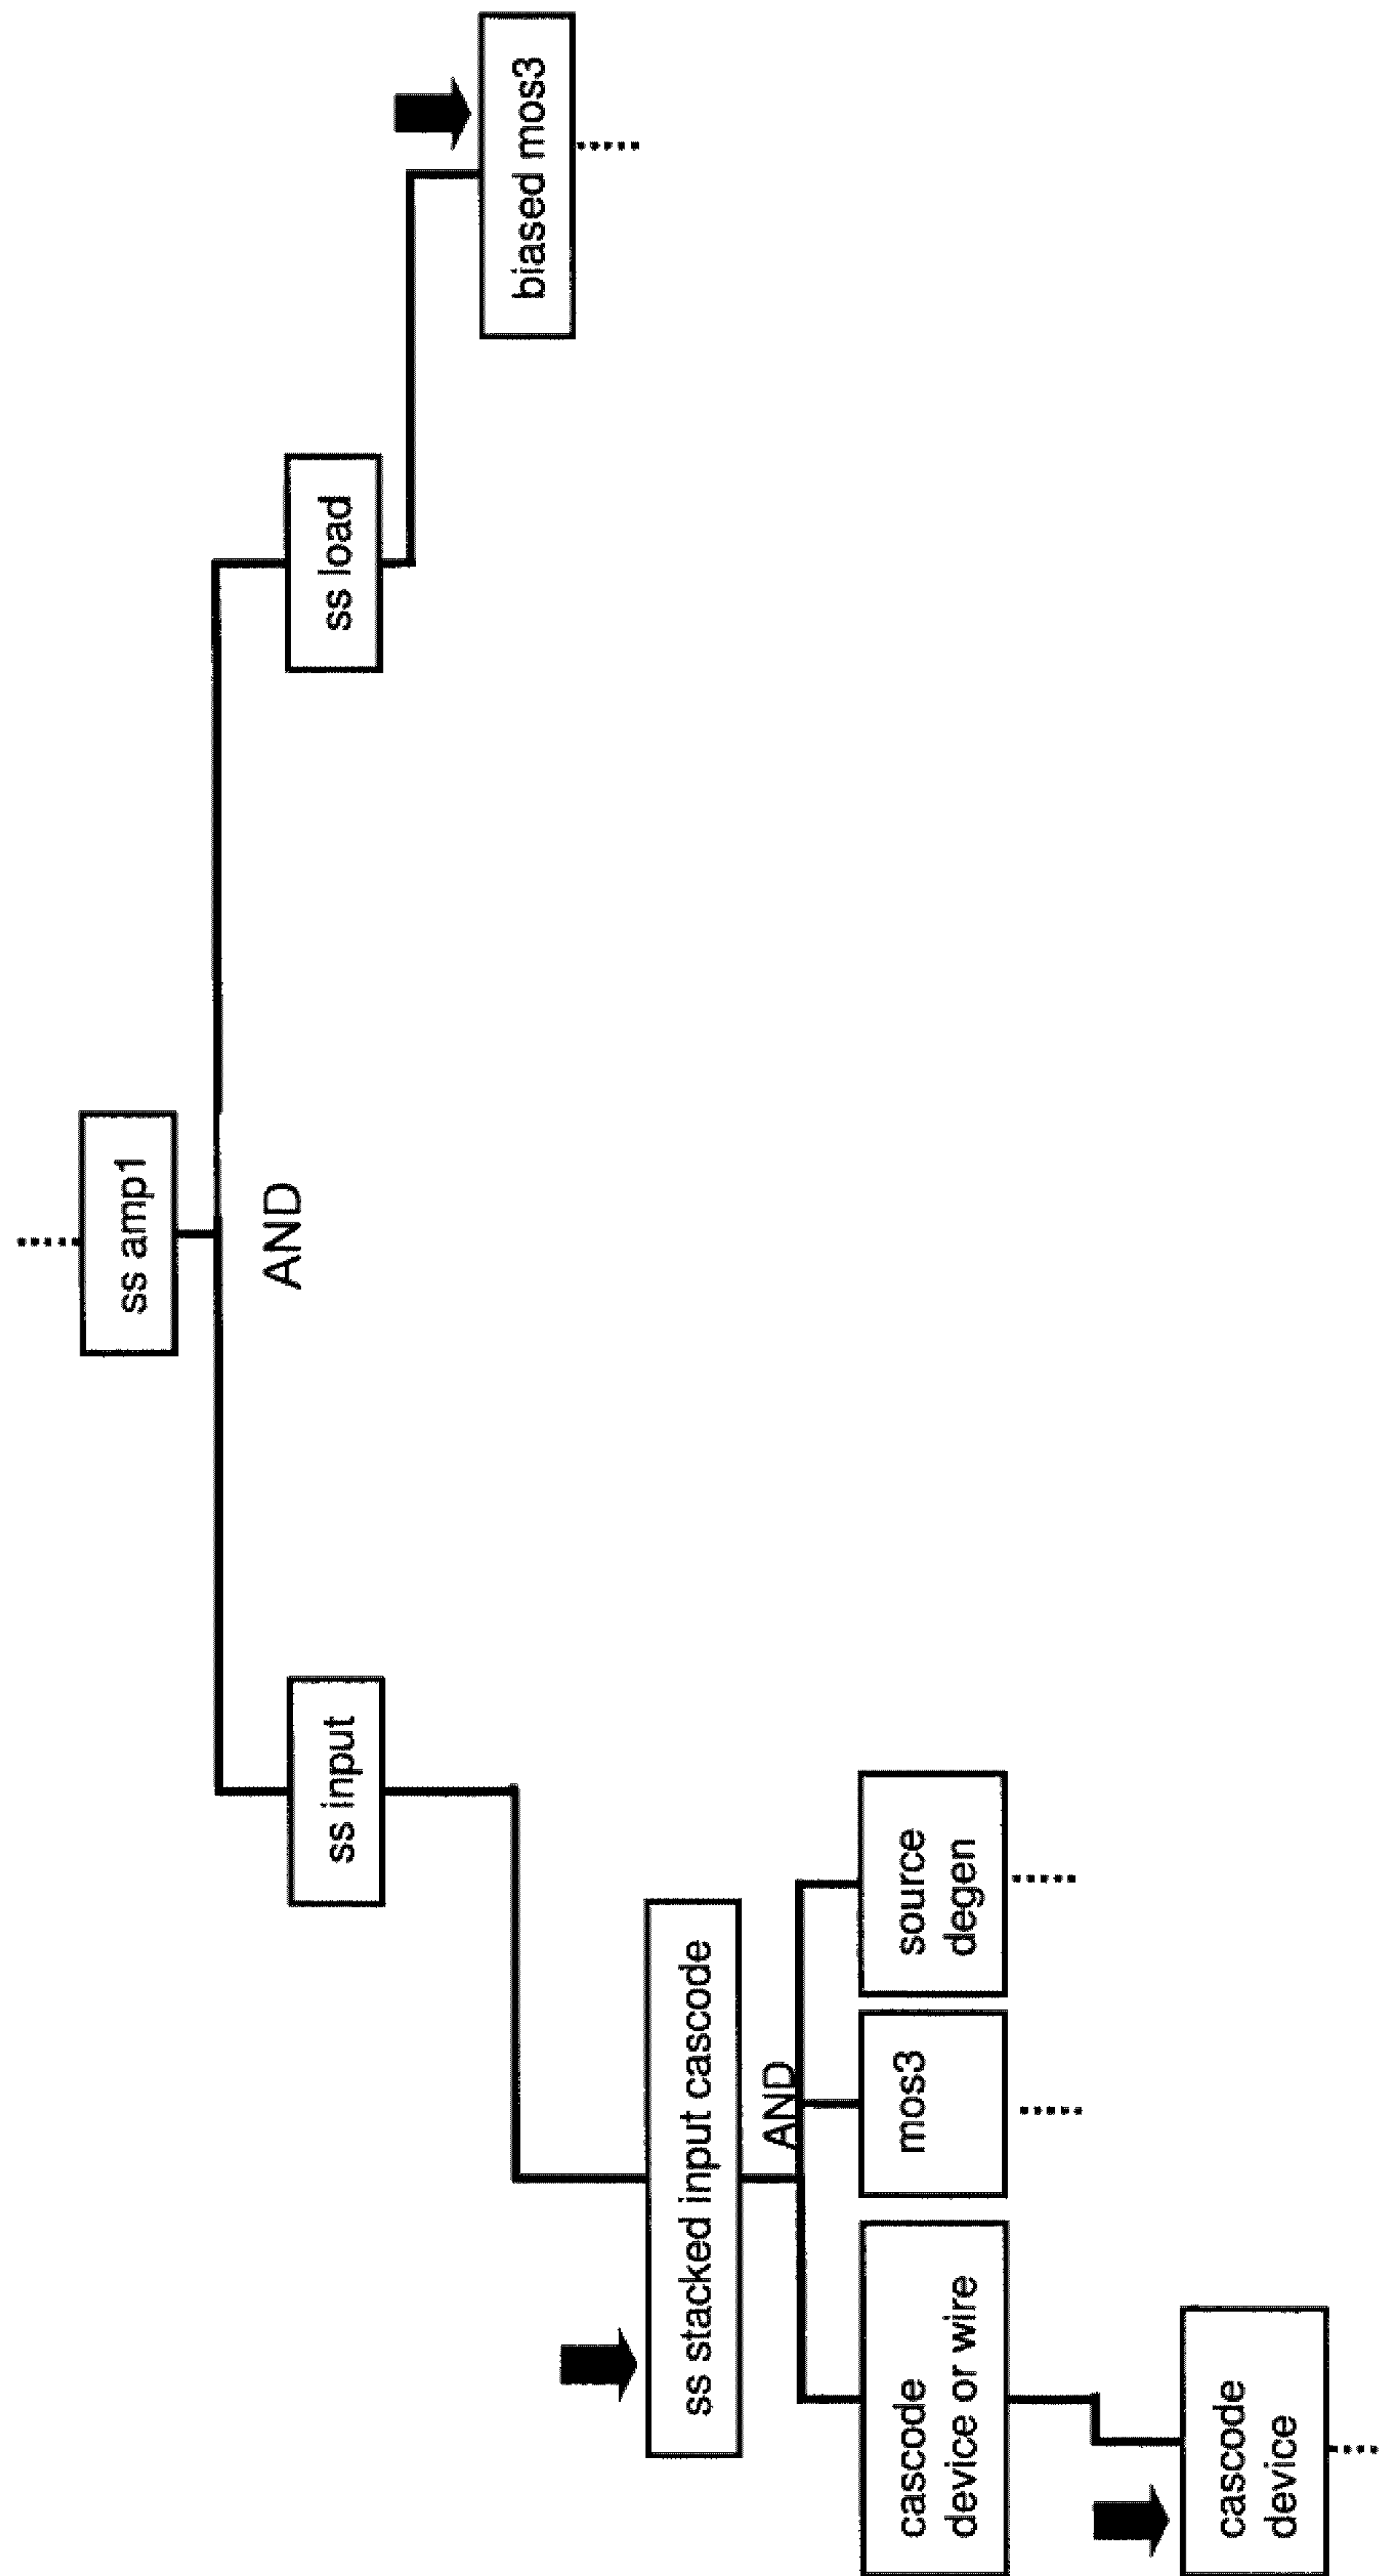 ss amp1
AND
ss input
ss load
biased mos3
ss stacked input cascode
AND
cascode
device or wire
mos3
source
degen
cascode
device